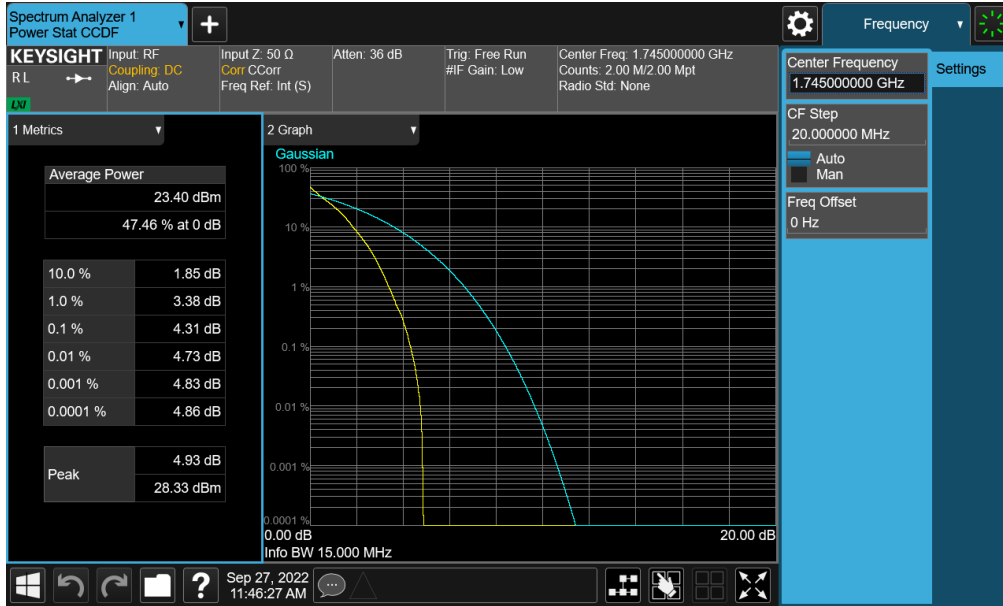 Spectrum Analyzer 1
Power Stat CCDF
Frequency
KEYSIGHT
R L
LXI
Input: RF
Coupling: DC
Align: Auto
Input Z: 50 Ω
Corr CCorr
Freq Ref: Int (S)
Atten: 36 dB
Trig: Free Run
#IF Gain: Low
Center Freq: 1.745000000 GHz
Counts: 2.00 M/2.00 Mpt
Radio Std: None
Center Frequency
1.745000000 GHz
Settings
CF Step
20.000000 MHz
Auto
Man
Freq Offset
0 Hz
1 Metrics
Average Power
23.40 dBm
47.46 % at 0 dB
10.0 % 1.85 dB
1.0 % 3.38 dB
0.1 % 4.31 dB
0.01 % 4.73 dB
0.001 % 4.83 dB
0.0001 % 4.86 dB
Peak
4.93 dB
28.33 dBm
2 Graph
Gaussian
100 %
10 %
1 %
0.1 %
0.01 %
0.001 %
0.0001 %
0.00 dB 20.00 dB
Info BW 15.000 MHz
?
Sep 27, 2022
11:46:27 AM